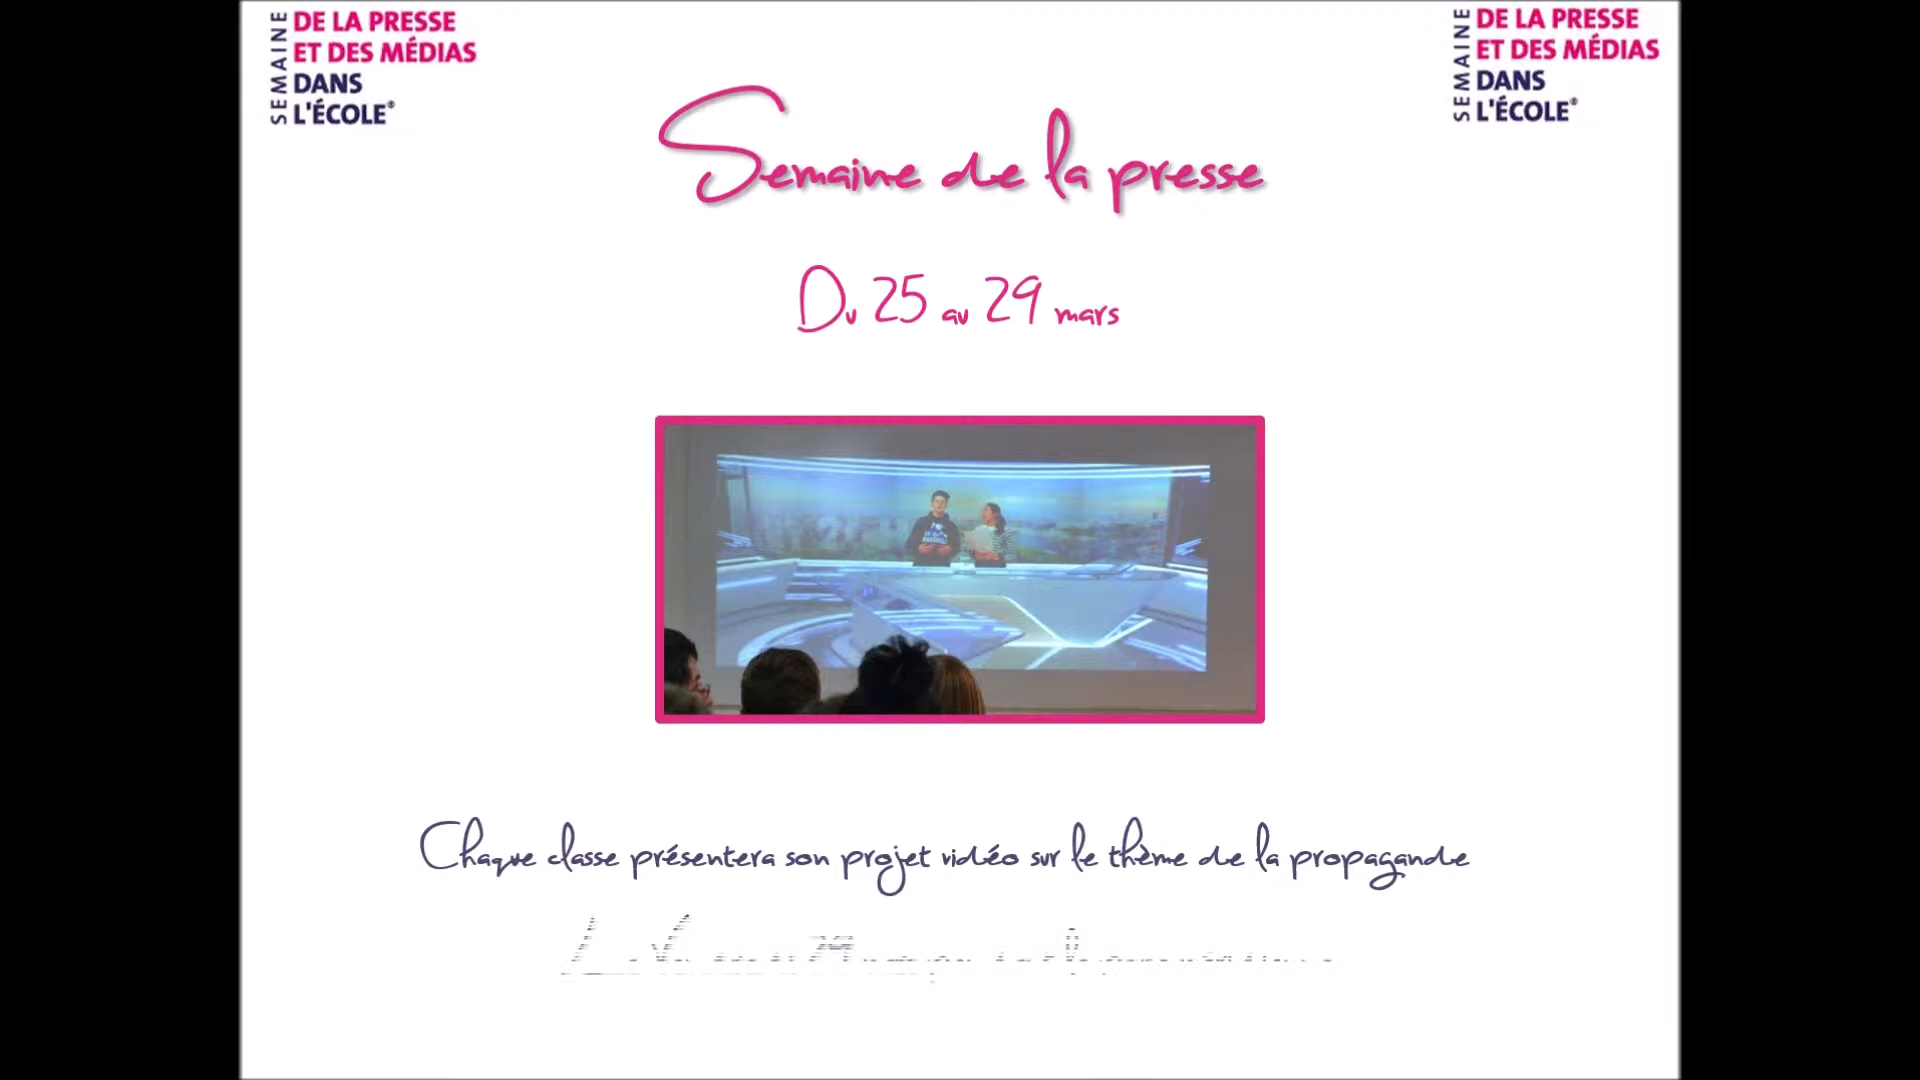 SEMAINE
DE LA PRESSE
ET DES MÉDIAS
DANS
L'ÉCOLE®
SEMAINE
DE LA PRESSE
ET DES MÉDIAS
DANS
L'ÉCOLE®
Semaine de la presse
Du 25 au 29 mars
Chaque classe présentera son projet vidéo sur le thème de la propagande